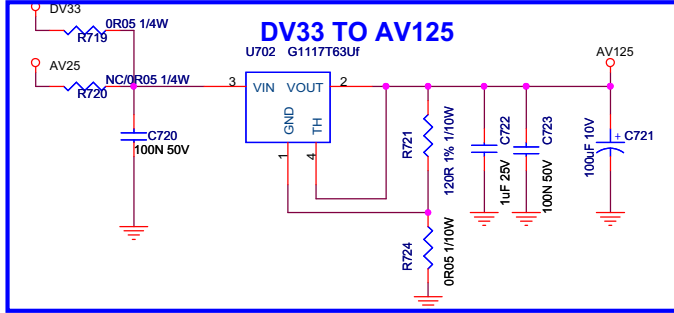 DV33 TO AV125
DV33
0R05 1/4W
R719
AV25
NC/0R05 1/4W
R720
C720
100N 50V
U702 G1117T63Uf
3
VIN
VOUT
2
GND
TH
1
4
R721
120R 1% 1/10W
R724
0R05 1/10W
C722
1uF 25V
C723
100N 50V
AV125
100uF 10V
+
C721